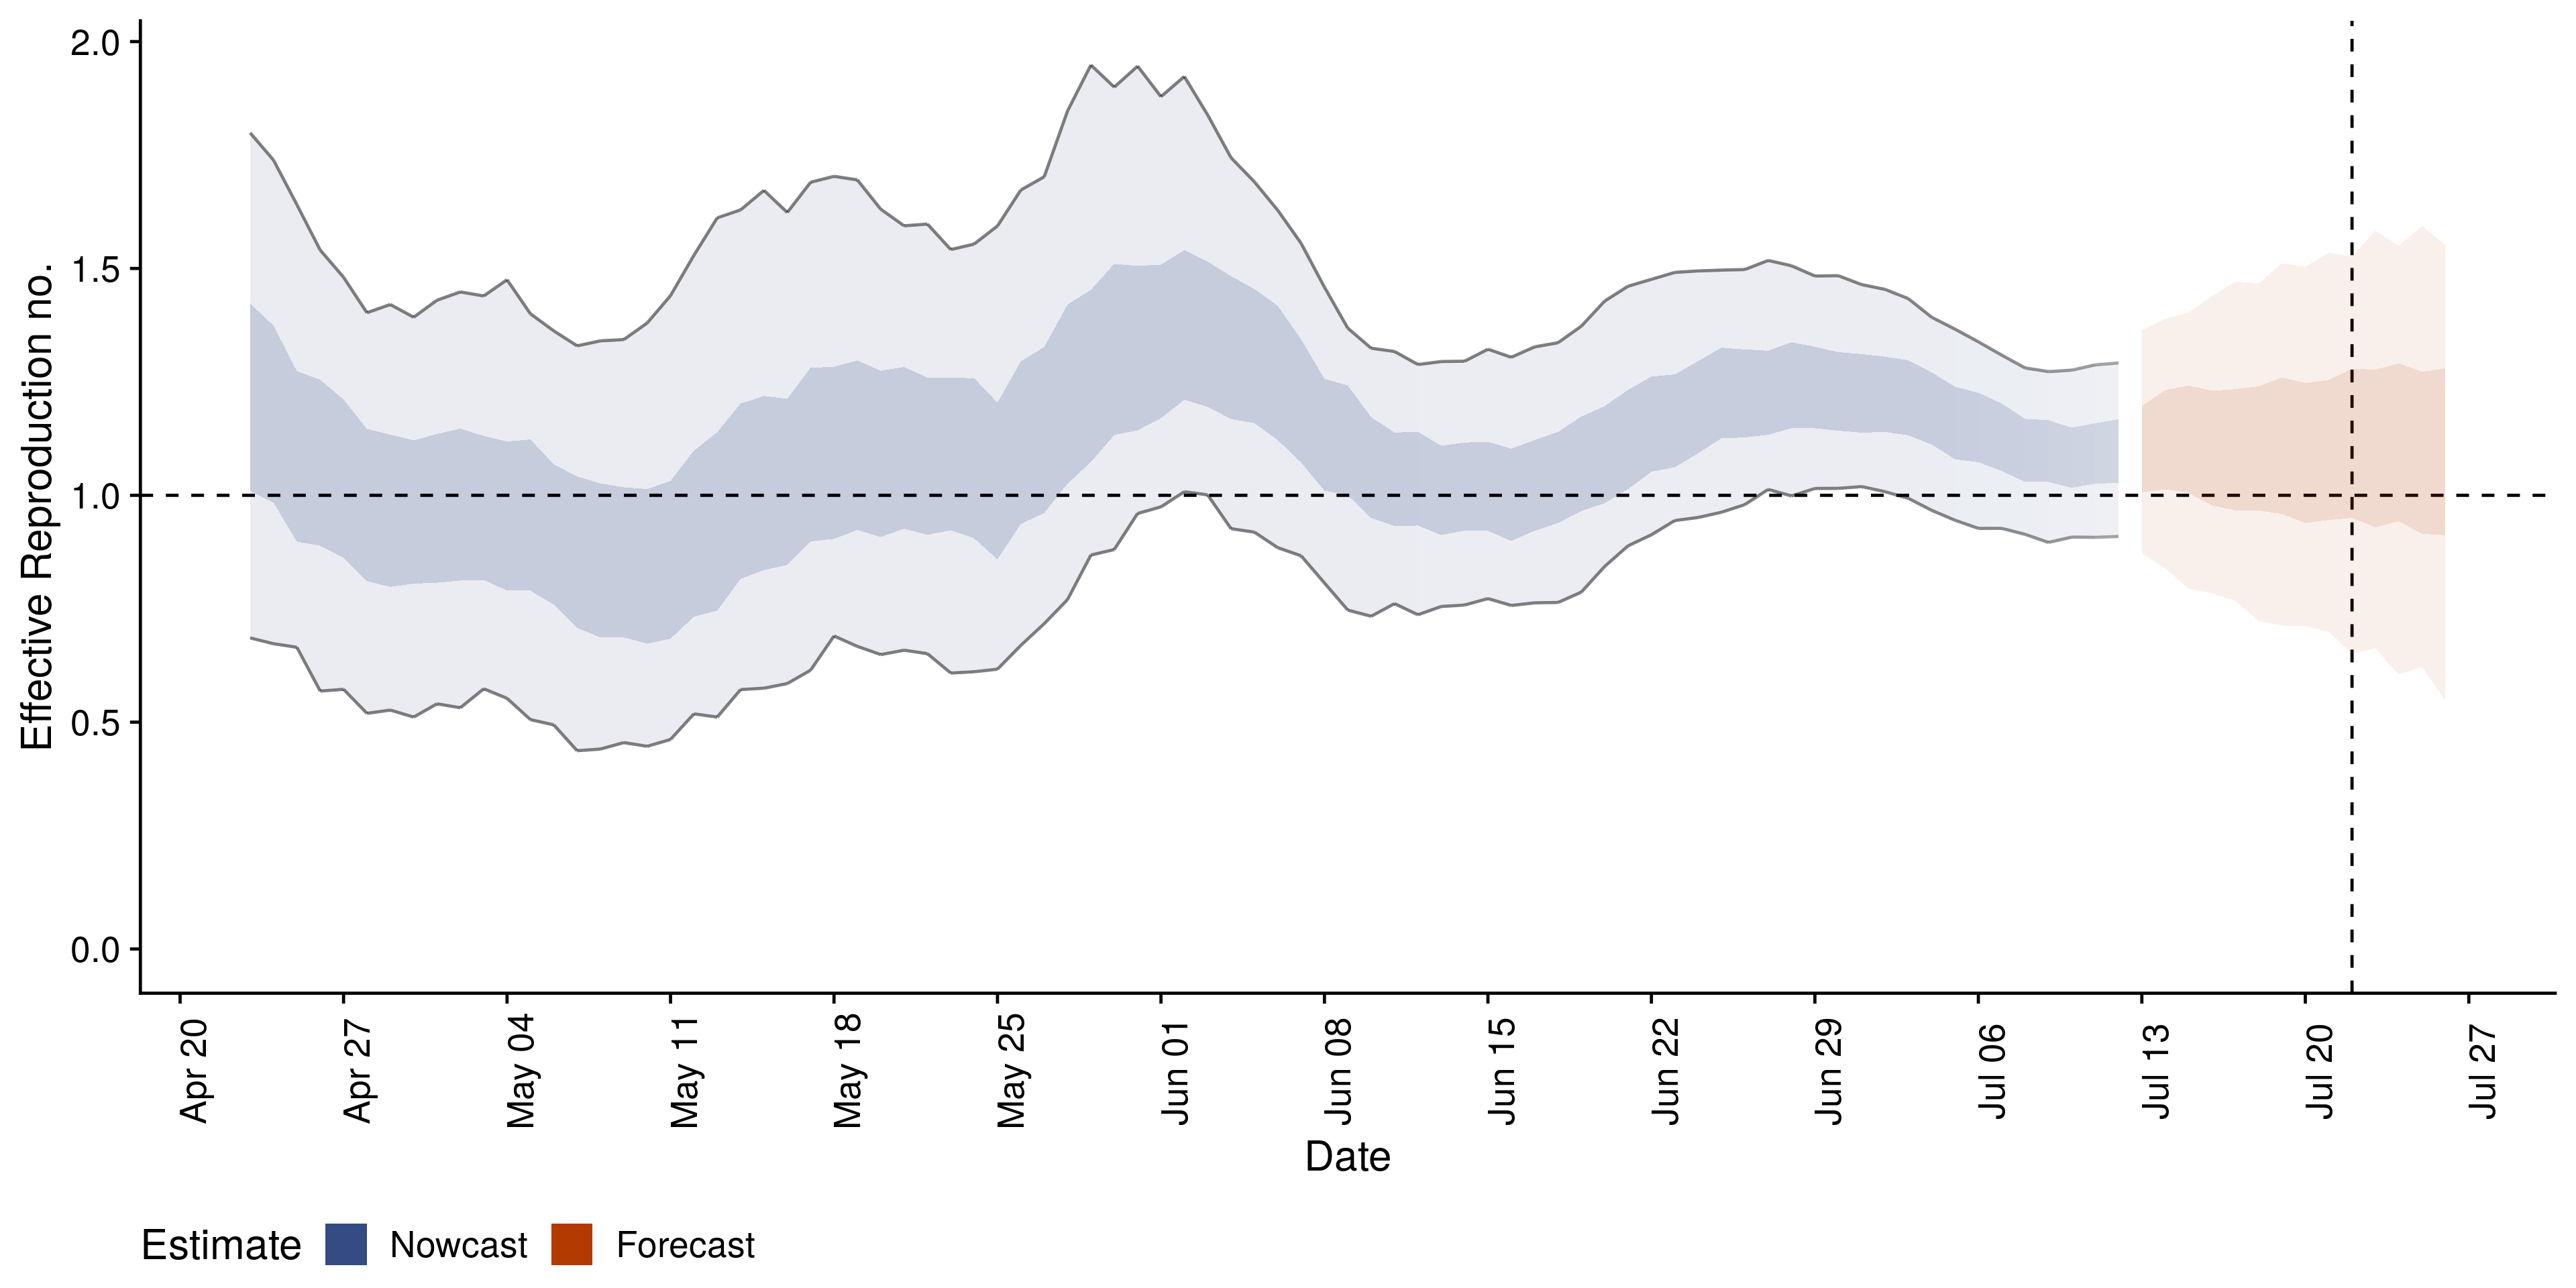 Effective Reproduction no.
2.0
1.5
1.0
0.5
0.0
Apr 20
Apr 27
May 04
May 11
May 18
May 25
Jun 01
Jun 08
Jun 15
Jun 22
Jun 29
Jul 06
Jul 13
Jul 20
Jul 27
Date
Estimate Nowcast Forecast